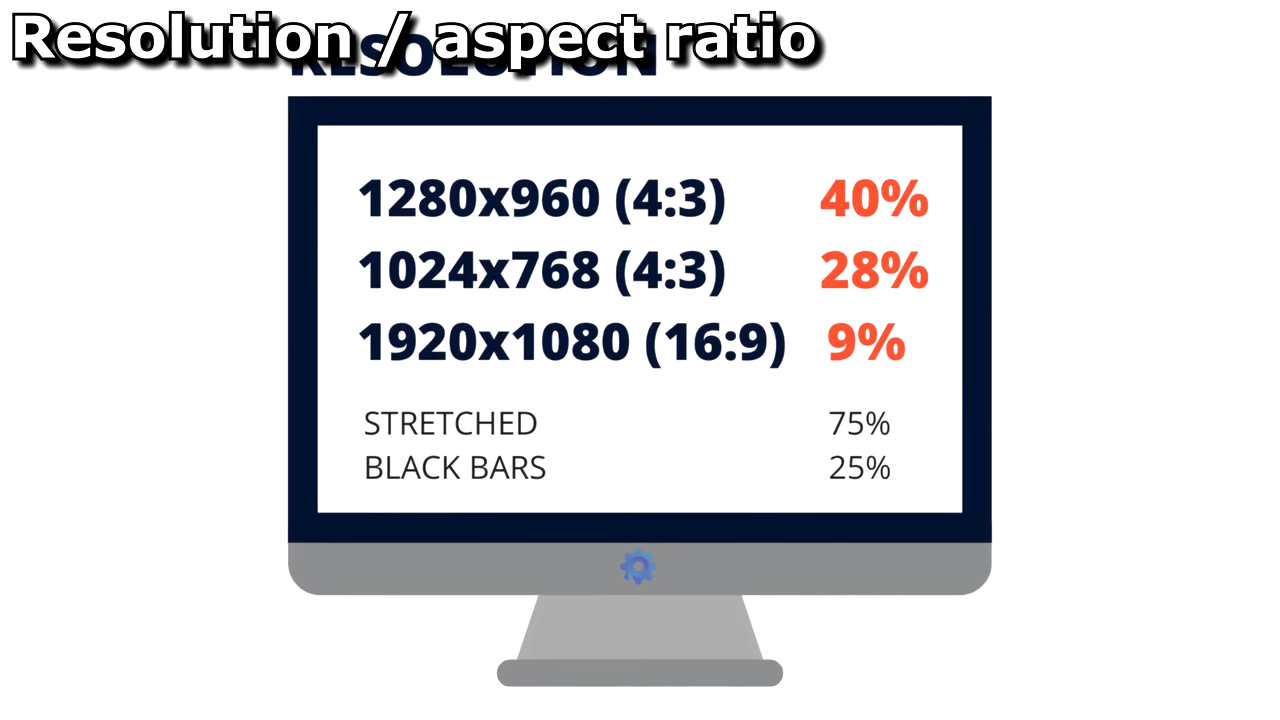 Resolution / aspect ratio
RESOLUTION
1280x960 (4:3) 40%
1024x768 (4:3) 28%
1920x1080 (16:9) 9%
STRETCHED 75%
BLACK BARS 25%